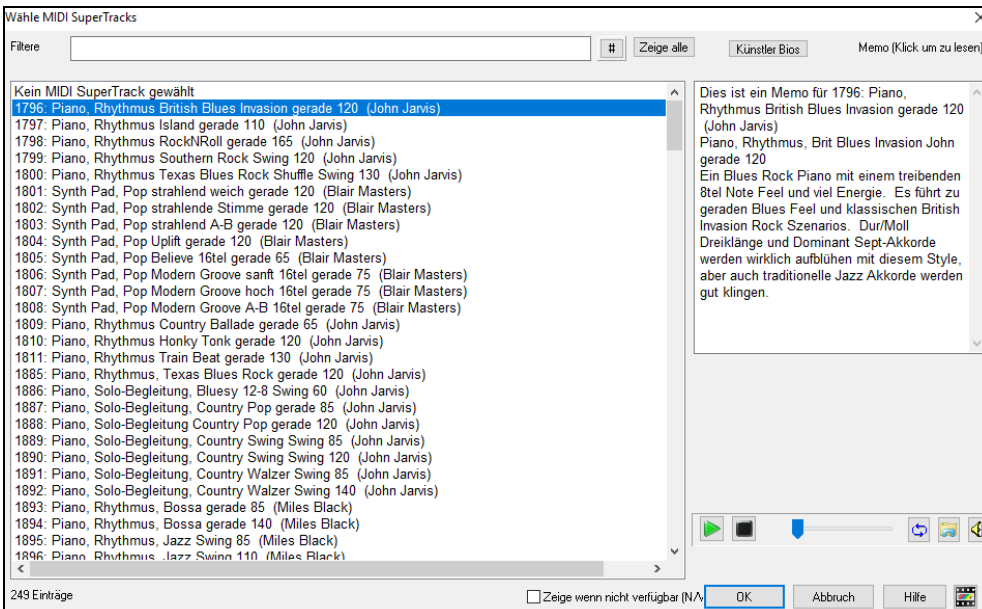 Wähle MIDI SuperTracks
Filtere
#
Zeige alle
Künstler Bios
Memo (Klick um zu lesen)
Kein MIDI SuperTrack gewählt
1796: Piano, Rhythmus British Blues Invasion gerade 120 (John Jarvis)
1797: Piano, Rhythmus Island gerade 110 (John Jarvis)
1798: Piano, Rhythmus RockNRoll gerade 165 (John Jarvis)
1799: Piano, Rhythmus Southern Rock Swing 120 (John Jarvis)
1800: Piano, Rhythmus Texas Blues Rock Shuffle Swing 130 (John Jarvis)
1801: Synth Pad, Pop strahlend weich gerade 120 (Blair Masters)
1802: Synth Pad, Pop strahlende Stimme gerade 120 (Blair Masters)
1803: Synth Pad, Pop strahlend A-B gerade 120 (Blair Masters)
1804: Synth Pad, Pop Uplift gerade 120 (Blair Masters)
1805: Synth Pad, Pop Believe 16tel gerade 65 (Blair Masters)
1806: Synth Pad, Pop Modern Groove sanft 16tel gerade 75 (Blair Masters)
1807: Synth Pad, Pop Modern Groove hoch 16tel gerade 75 (Blair Masters)
1808: Synth Pad, Pop Modern Groove A-B 16tel gerade 75 (Blair Masters)
1809: Piano, Rhythmus Country Ballade gerade 65 (John Jarvis)
1810: Piano, Rhythmus Honky Tonk gerade 120 (John Jarvis)
1811: Piano, Rhythmus Train Beat gerade 130 (John Jarvis)
1885: Piano, Rhythmus, Texas Blues Rock gerade 120 (John Jarvis)
1886: Piano, Solo-Begleitung, Bluesy 12-8 Swing 60 (John Jarvis)
1887: Piano, Solo-Begleitung, Country Pop gerade 85 (John Jarvis)
1888: Piano, Solo-Begleitung Country Pop gerade 120 (John Jarvis)
1889: Piano, Solo-Begleitung, Country Swing Swing 85 (John Jarvis)
1890: Piano, Solo-Begleitung, Country Swing Swing 120 (John Jarvis)
1891: Piano, Solo-Begleitung, Country Walzer Swing 85 (John Jarvis)
1892: Piano, Solo-Begleitung, Country Walzer Swing 140 (John Jarvis)
1893: Piano, Rhythmus, Bossa gerade 85 (Miles Black)
1894: Piano, Rhythmus, Bossa gerade 140 (Miles Black)
1895: Piano, Rhythmus, Jazz Swing 85 (Miles Black)
1896: Piano, Rhythmus, Jazz Swing 110 (Miles Black)
Dies ist ein Memo für 1796: Piano,
Rhythmus British Blues Invasion gerade 120
(John Jarvis)
Piano, Rhythmus, Brit Blues Invasion John
gerade 120
Ein Blues Rock Piano mit einem treibenden
8tel Note Feel und viel Energie. Es führt zu
geraden Blues Feel und klassischen British
Invasion Rock Szenarios. Dur/Moll
Dreiklänge und Dominant Sept-Akkorde
werden wirklich aufblühen mit diesem Style,
aber auch traditionelle Jazz Akkorde werden
gut klingen.
249 Einträge
Zeige wenn nicht verfügbar (N/
OK
Abbruch
Hilfe